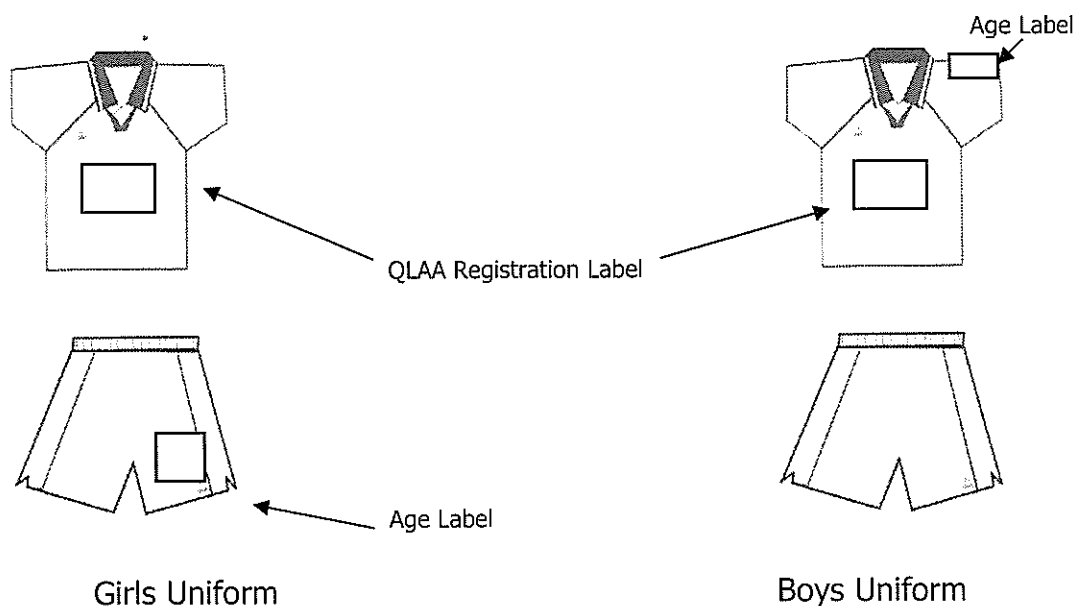 Age Label
QLAA Registration Label
Age Label
Girls Uniform
Boys Uniform